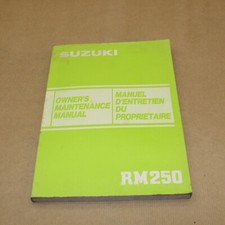 SUZUKI
OWNER'S
MAINTENANCE
MANUAL
MANUEL
D'ENTRETIEN
DU
PROPRIETAIRE
RM250